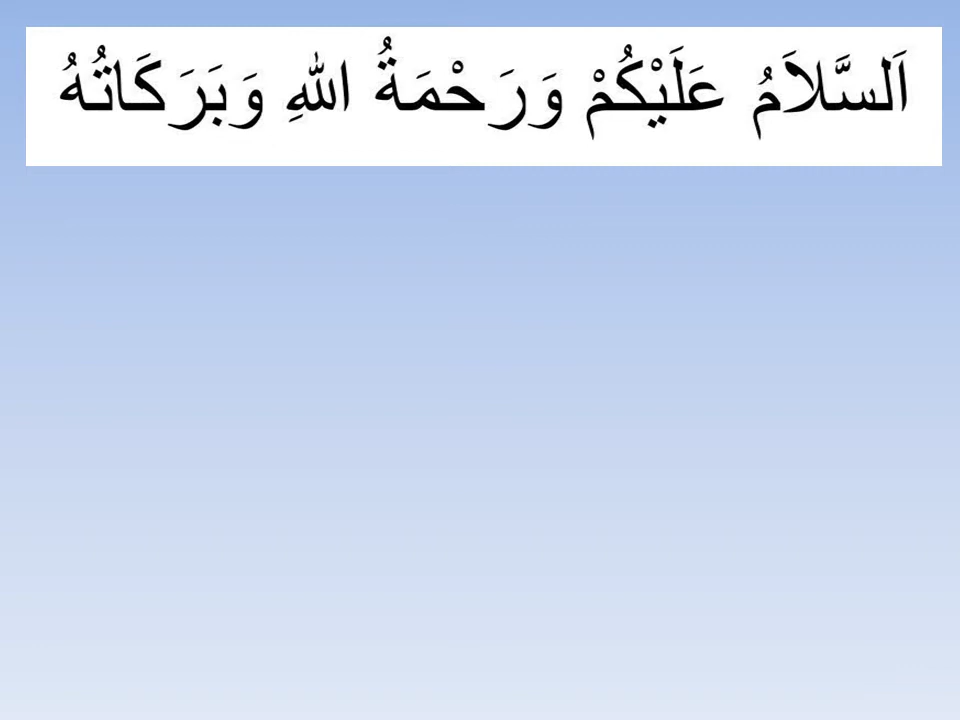 اَلسَّلاَمُ عَلَيْكُمْ وَرَحْمَةُ اللهِ وَبَرَكَاتُهُ